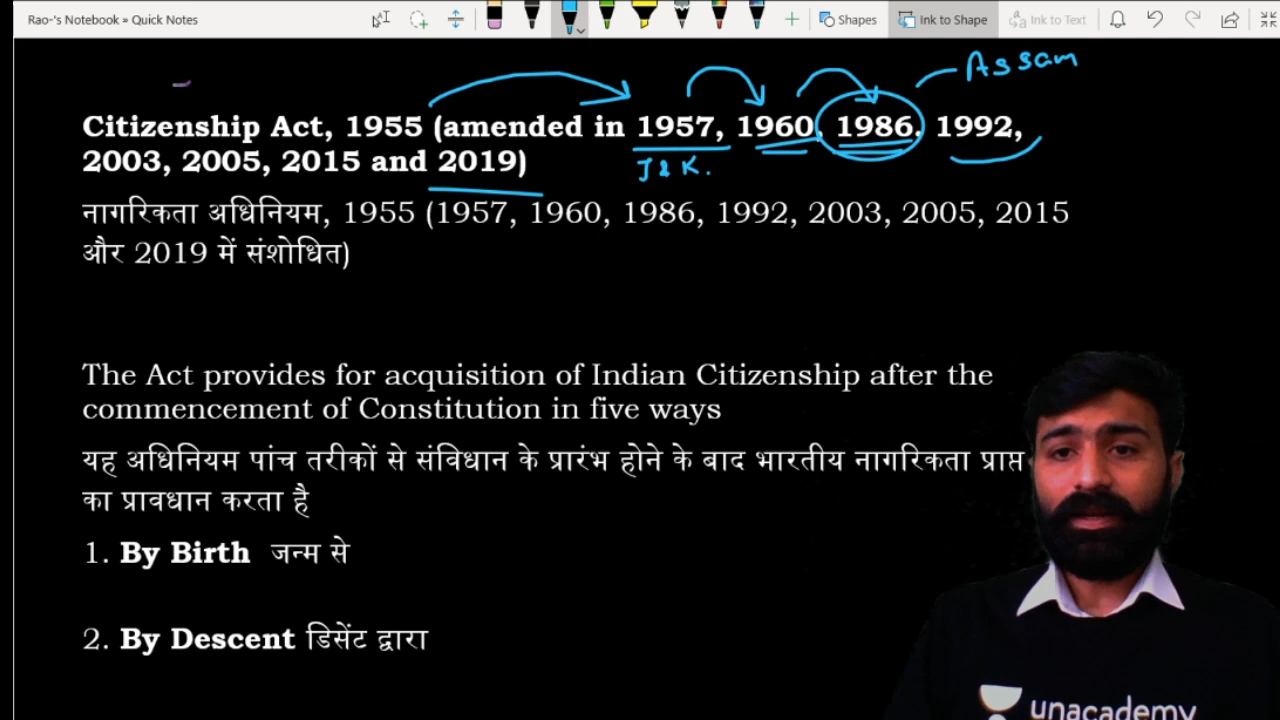 Rao-'s Notebook » Quick Notes
Shapes
Ink to Shape
Ink to Text
Assam
Citizenship Act, 1955 (amended in 1957, 1960, 1986. 1992,
2003, 2005, 2015 and 2019)
J & K.
नागरिकता अधिनियम, 1955 (1957, 1960, 1986, 1992, 2003, 2005, 2015
और 2019 में संशोधित)
The Act provides for acquisition of Indian Citizenship after the
commencement of Constitution in five ways
यह अधिनियम पांच तरीकों से संविधान के प्रारंभ होने के बाद भारतीय नागरिकता प्राप्त
का प्रावधान करता है
1. By Birth जन्म से
2. By Descent डिसेंट द्वारा
unacademy